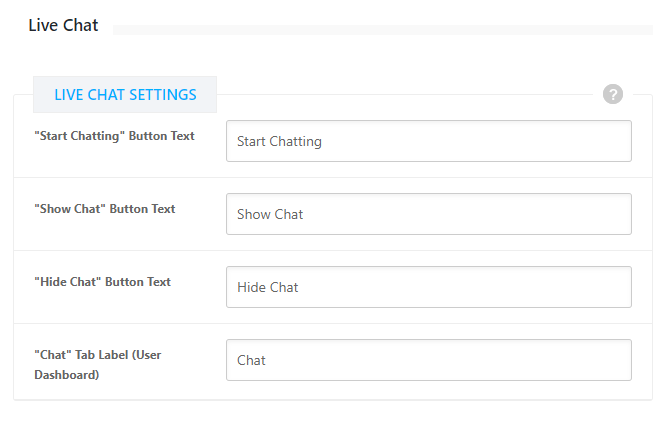 Live Chat
LIVE CHAT SETTINGS
?
"Start Chatting" Button Text
Start Chatting
"Show Chat" Button Text
Show Chat
"Hide Chat" Button Text
Hide Chat
"Chat" Tab Label (User
Dashboard)
Chat